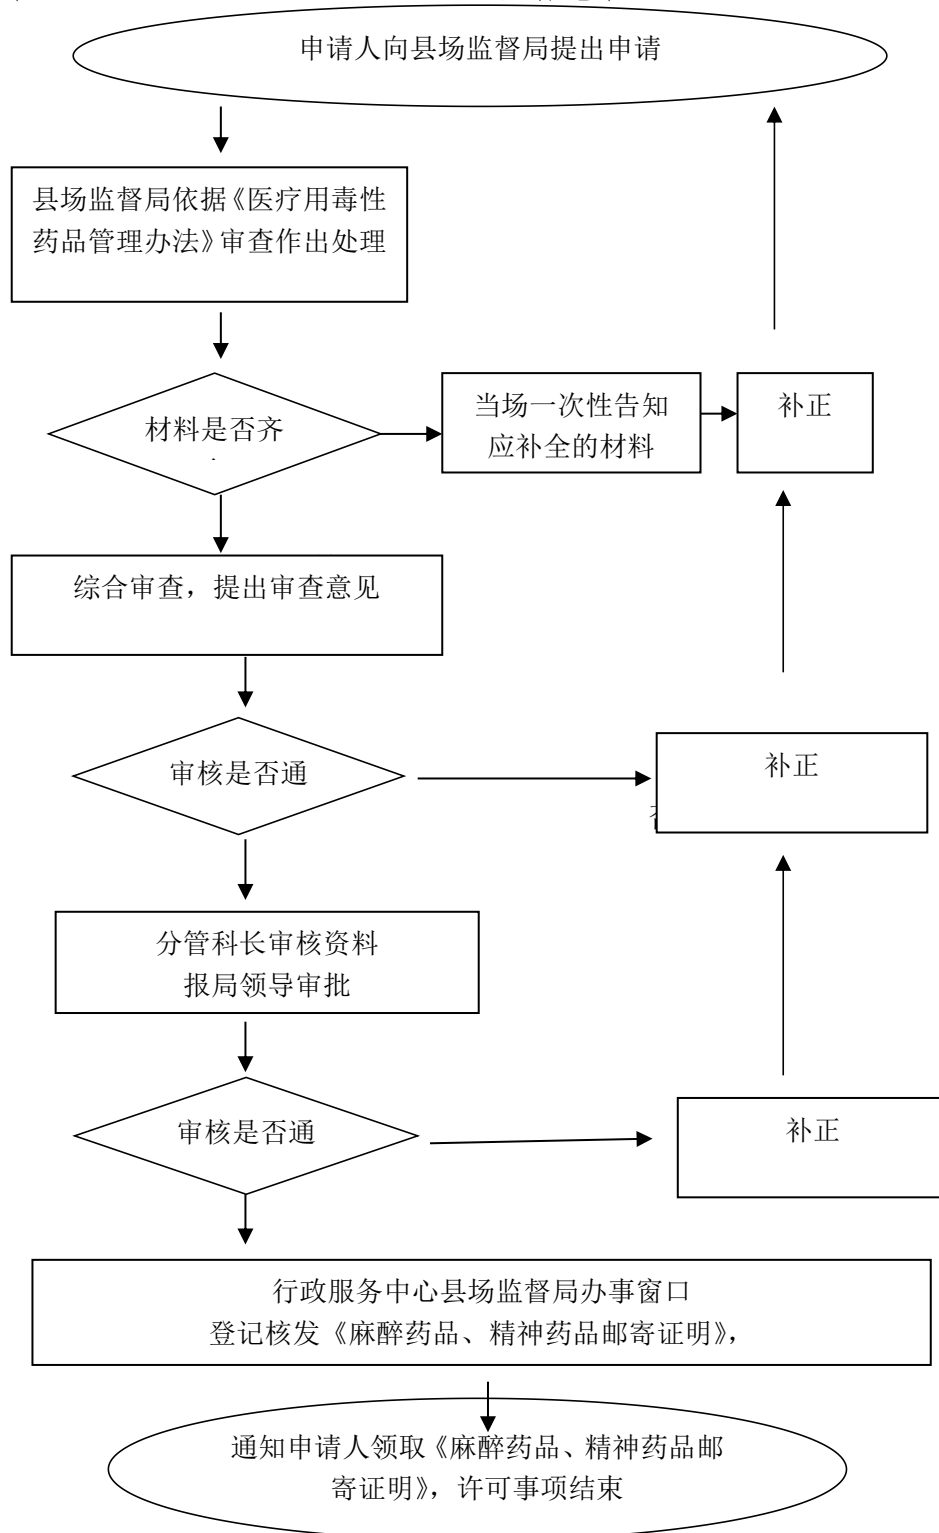 申请人向县场监督局提出申请
县场监督局依据《医疗用毒性
药品管理办法》审查作出处理
材料是否齐
当场一次性告知
应补全的材料
补正
综合审查，提出审查意见
审核是否通
补正
分管科长审核资料
报局领导审批
审核是否通
补正
行政服务中心县场监督局办事窗口
登记核发《麻醉药品、精神药品邮寄证明》，
通知申请人领取《麻醉药品、精神药品邮
寄证明》，许可事项结束